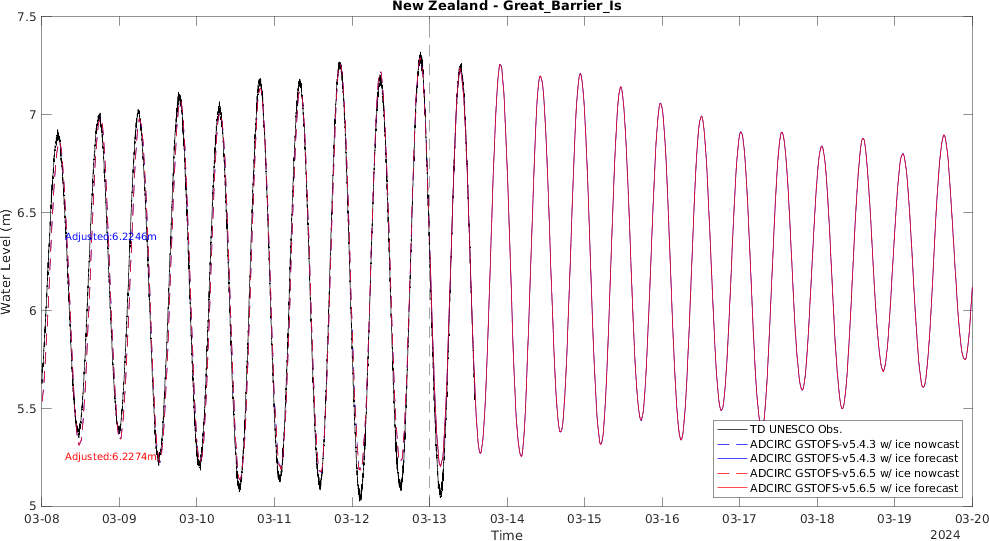 New Zealand - Great_Barrier_Is
7.5
7
6.5
6
5.5
5
Water Level (m)
Adjusted:6.2246m
Adjusted:6.2274m
TD UNESCO Obs.
ADCIRC GSTOFS-v5.4.3 w/ ice nowcast
ADCIRC GSTOFS-v5.4.3 w/ ice forecast
ADCIRC GSTOFS-v5.6.5 w/ ice nowcast
ADCIRC GSTOFS-v5.6.5 w/ ice forecast
03-08 03-09 03-10 03-11 03-12 03-13 03-14 03-15 03-16 03-17 03-18 03-19 03-20
Time
2024